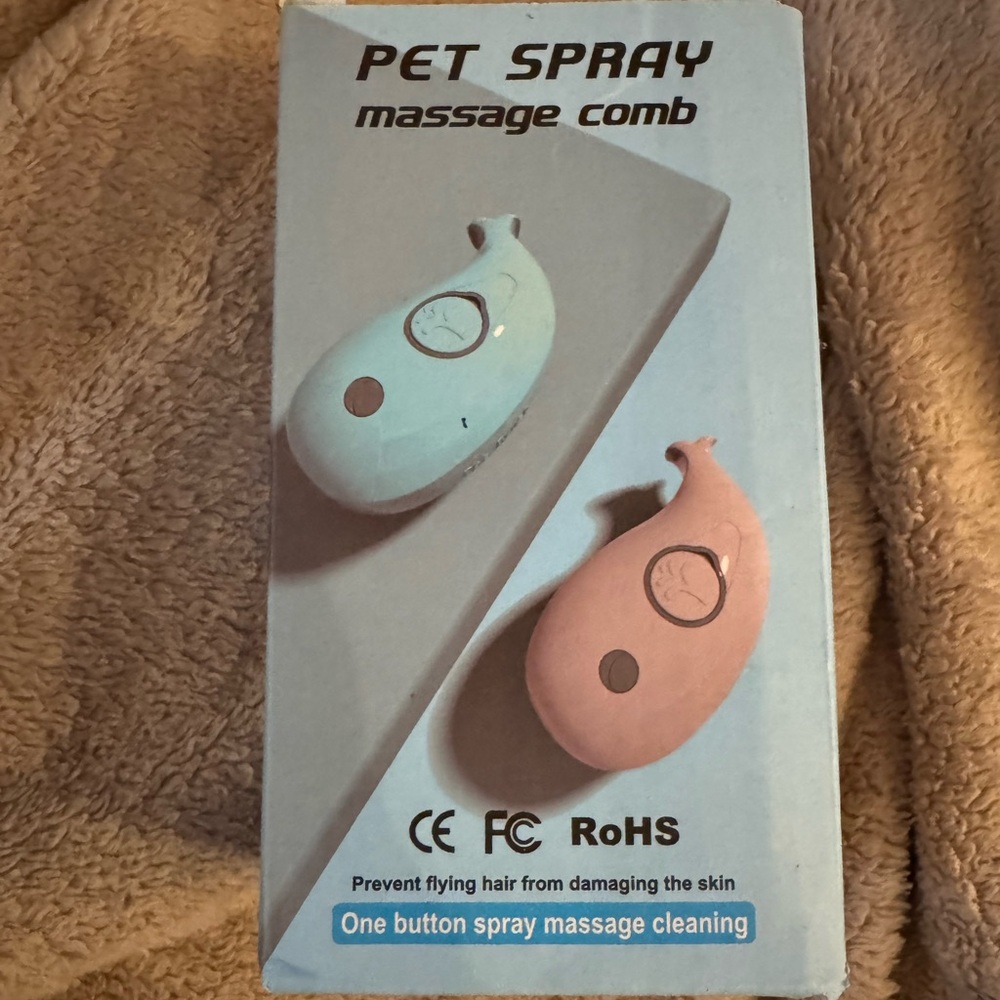 PET SPRAY
massage comb
CE FC RoHS
Prevent flying hair from damaging the skin
One button spray massage cleaning